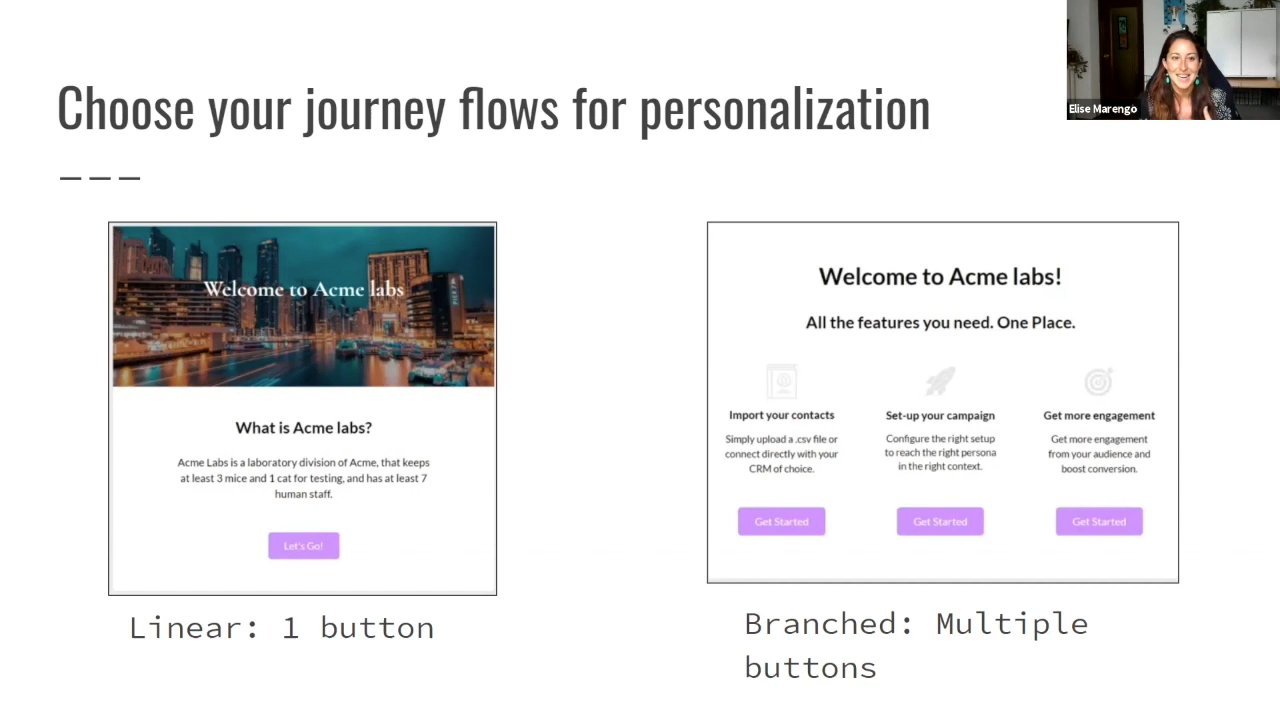 Elise Marengo
Choose your journey flows for personalization
Welcome to Acme labs
PIER 7
What is Acme labs?
Acme Labs is a laboratory division of Acme, that keeps
at least 3 mice and 1 cat for testing, and has at least 7
human staff.
Let's Go!
Linear: 1 button
Welcome to Acme labs!
All the features you need. One Place.
Import your contacts
Simply upload a .csv file or
connect directly with your
CRM of choice.
Get Started
Set-up your campaign
Configure the right setup
to reach the right persona
in the right context.
Get Started
Get more engagement
Get more engagement
from your audience and
boost conversion.
Get Started
Branched: Multiple
buttons